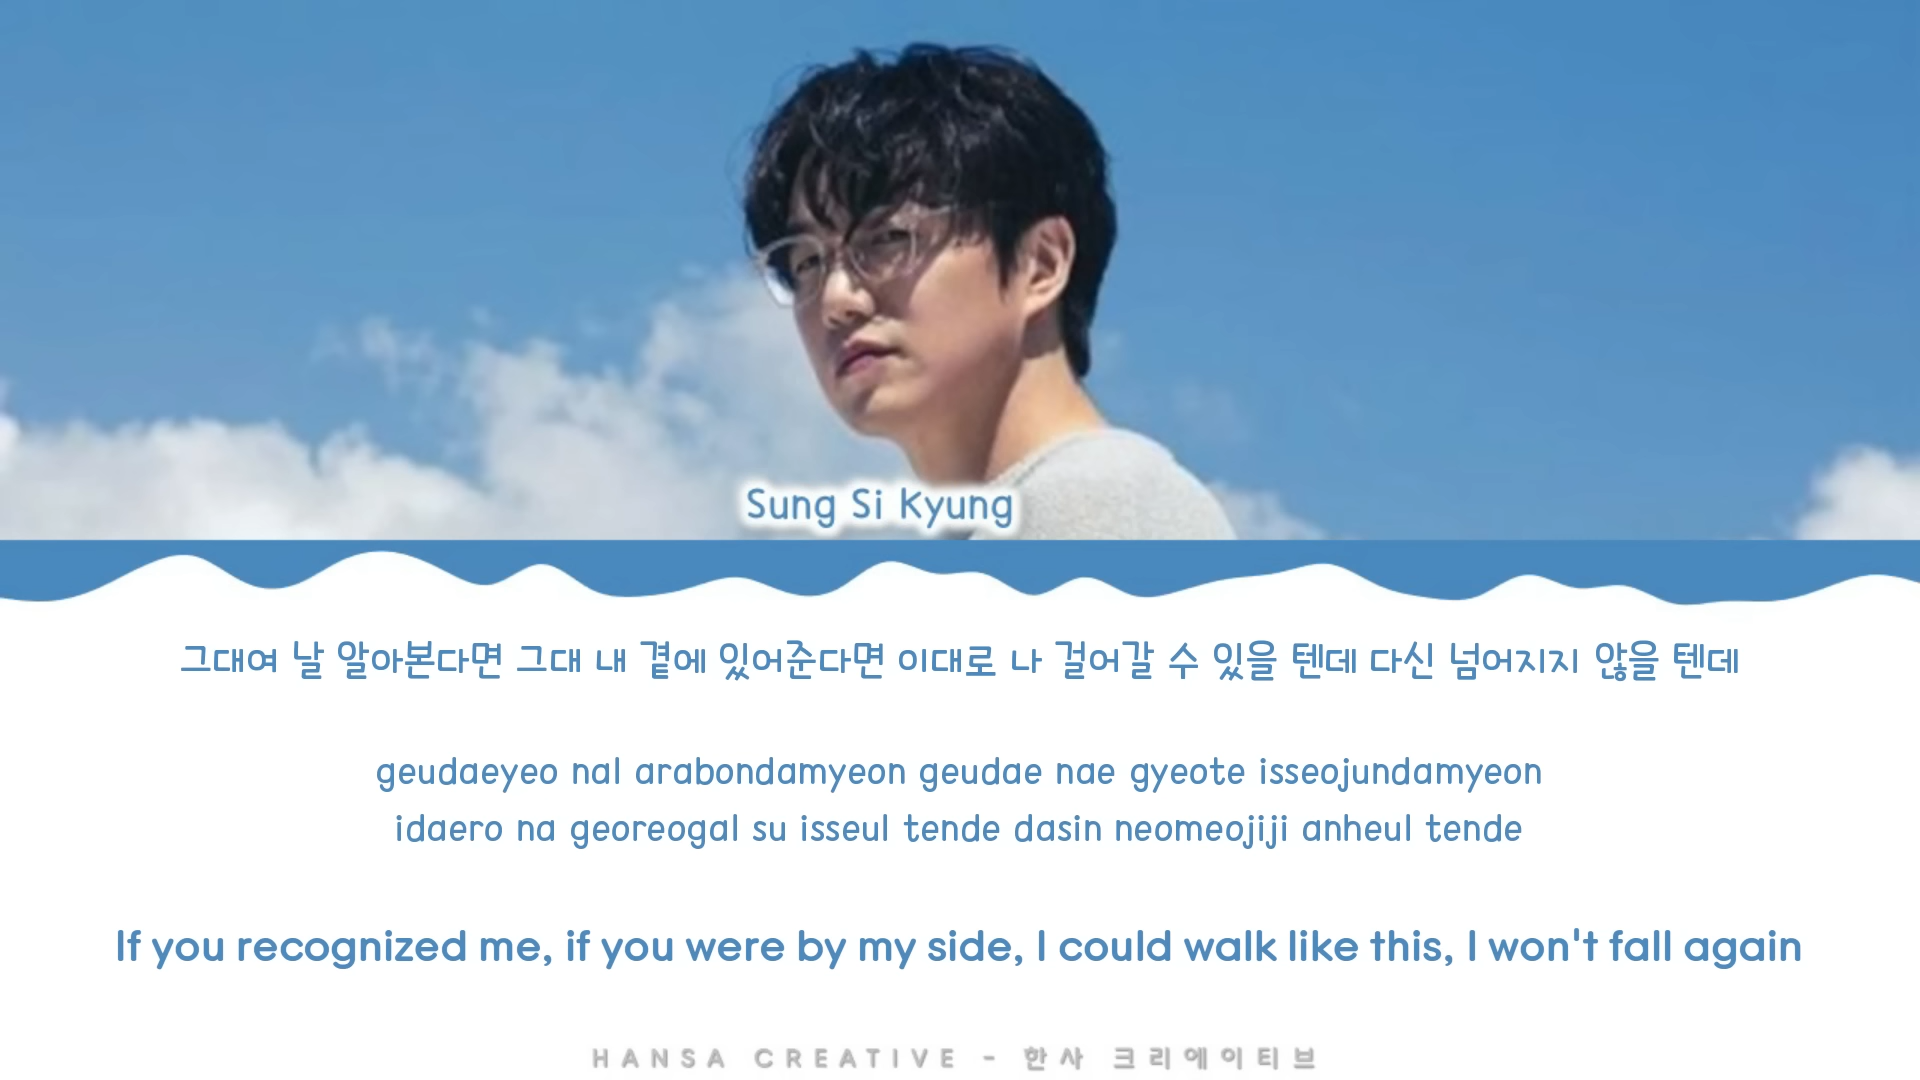 Sung Si Kyung
그대여 날 알아본다면 그대 내 곁에 있어준다면 이대로 나 걸어갈 수 있을 텐데 다신 넘어지지 않을 텐데
geudaeyeo nal arabondamyeon geudae nae gyeote isseojundamyeon
idaero na georeogal su isseul tende dasin neomeojiji anheul tende
If you recognized me, if you were by my side, I could walk like this, I won't fall again
HANSA CREATIVE - 한사 크리에이티브